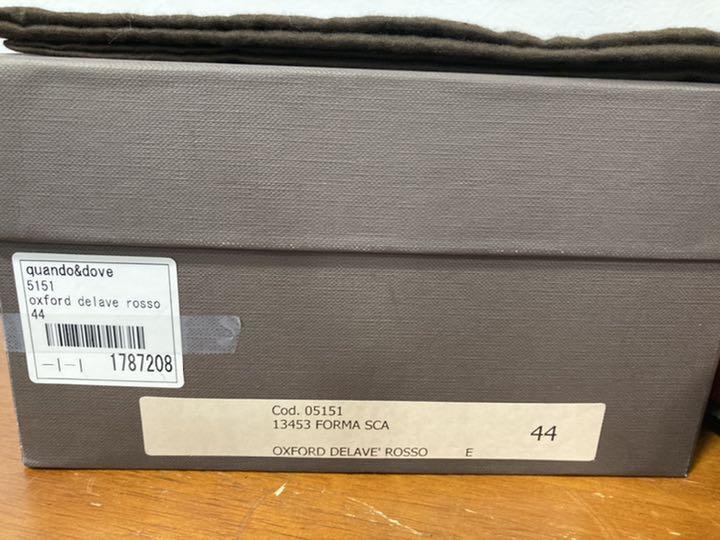 quando&dove
5151
oxford delave rosso
44
—I—I 1787208
Cod. 05151
13453 FORMA SCA
44
OXFORD DELAVE' ROSSO E